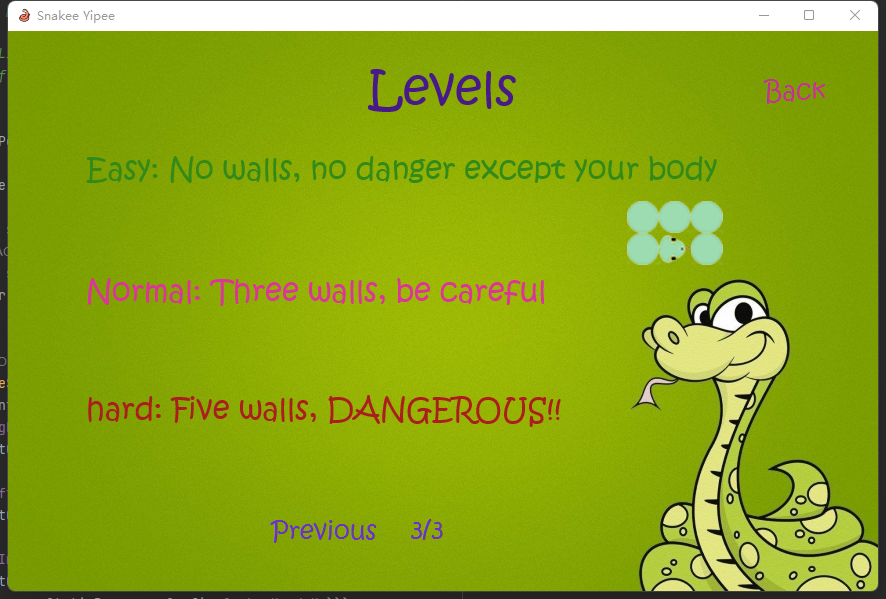 Snakee Yipee
Levels
Back
Easy: No walls, no danger except your body
Normal: Three walls, be careful
hard: Five walls, DANGEROUS!!
Previous 3/3